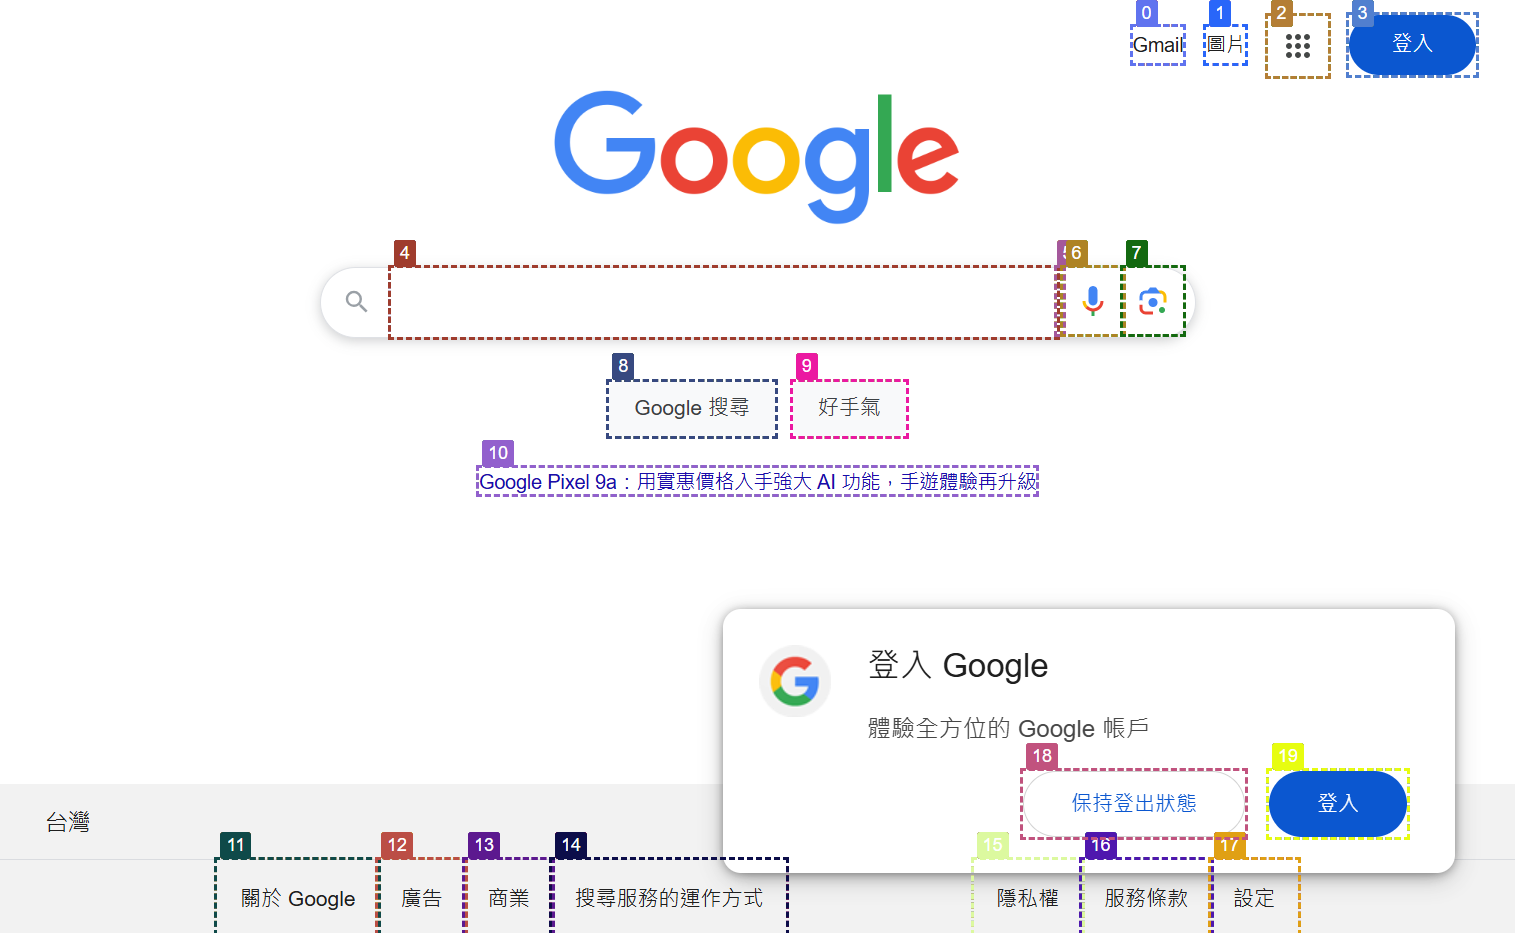 0 1 2 3
Gmail 圖片 登入
Google
4 6 7
8 9
Google 搜尋 好手氣
10
Google Pixel 9a：用實惠價格入手強大 AI 功能，手遊體驗再升級
登入 Google
體驗全方位的 Google 帳戶
18 19
保持登出狀態 登入
台灣
11 12 13 14 15 16 17
關於 Google 廣告 商業 搜尋服務的運作方式 隱私權 服務條款 設定